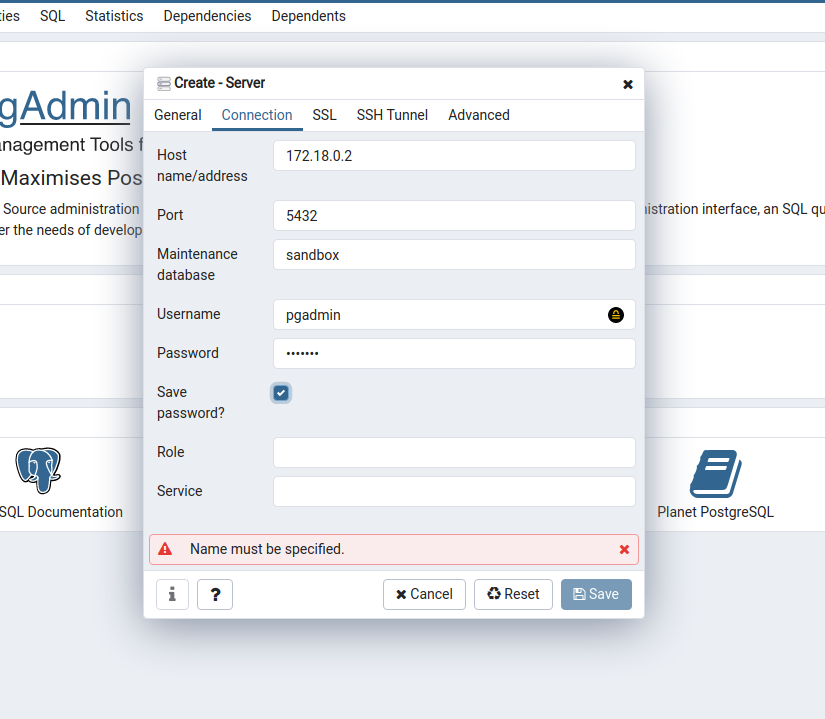 ties SQL Statistics Dependencies Dependents
gAdmin
anagement Tools f
Maximises Pos
Source administration
istration interface, an SQL qu
er the needs of develop
Create - Server
General Connection SSL SSH Tunnel Advanced
Host
name/address
172.18.0.2
Port
5432
Maintenance
database
sandbox
Username
pgadmin
Password
•••••••
Save
password?
Role
Service
Name must be specified.
i ? Cancel Reset Save
SQL Documentation
Planet PostgreSQL